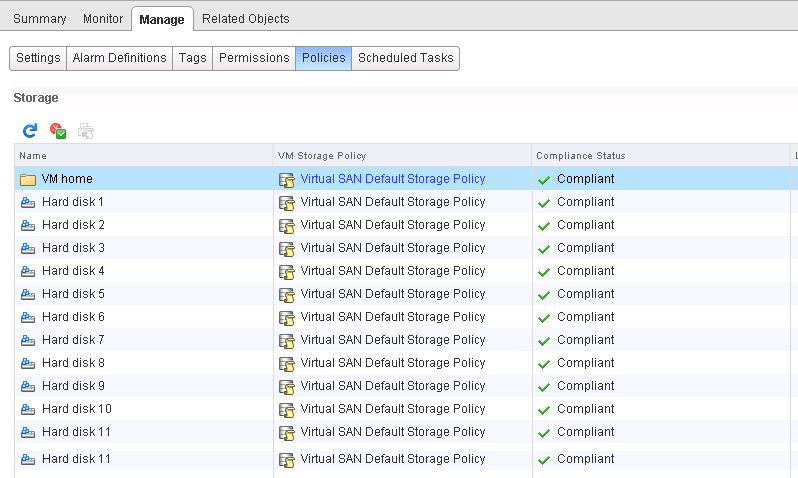 Summary Monitor Manage Related Objects
Settings Alarm Definitions Tags Permissions Policies Scheduled Tasks
Storage
Name VM Storage Policy Compliance Status
VM home Virtual SAN Default Storage Policy Compliant
Hard disk 1 Virtual SAN Default Storage Policy Compliant
Hard disk 2 Virtual SAN Default Storage Policy Compliant
Hard disk 3 Virtual SAN Default Storage Policy Compliant
Hard disk 4 Virtual SAN Default Storage Policy Compliant
Hard disk 5 Virtual SAN Default Storage Policy Compliant
Hard disk 6 Virtual SAN Default Storage Policy Compliant
Hard disk 7 Virtual SAN Default Storage Policy Compliant
Hard disk 8 Virtual SAN Default Storage Policy Compliant
Hard disk 9 Virtual SAN Default Storage Policy Compliant
Hard disk 10 Virtual SAN Default Storage Policy Compliant
Hard disk 11 Virtual SAN Default Storage Policy Compliant
Hard disk 11 Virtual SAN Default Storage Policy Compliant